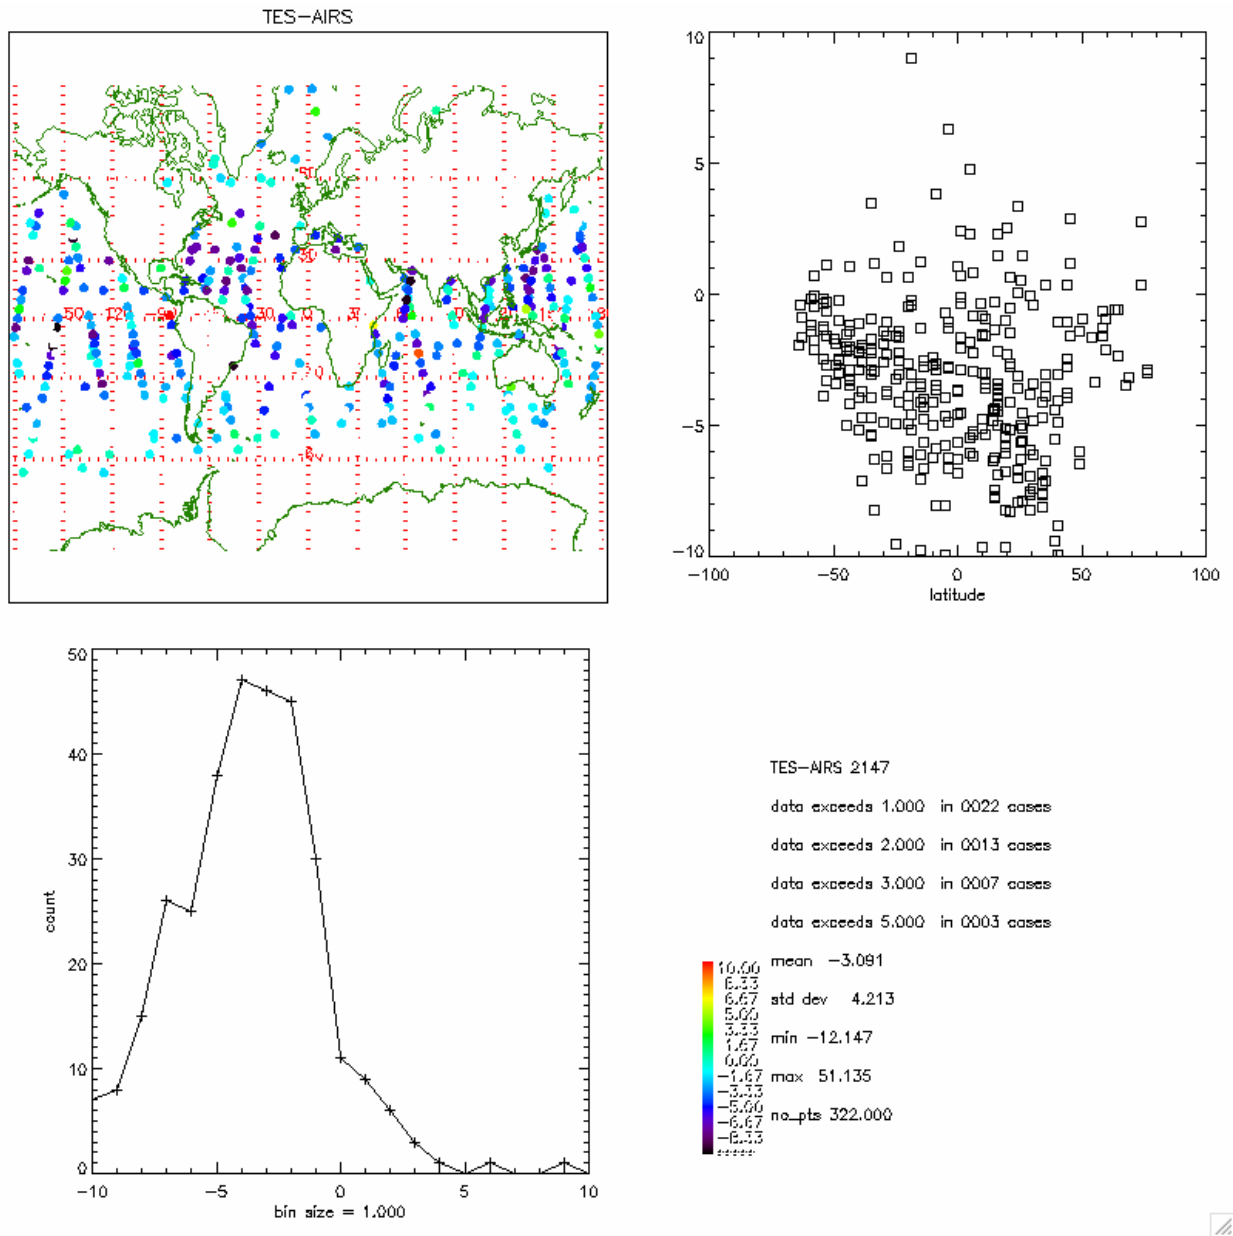 TES-AIRS
60
30
0
-30
-60
10
5
0
-5
-10
-100
-50
0
50
100
latitude
50
40
30
20
10
0
count
-10
-5
0
5
10
bin size = 1.000
TES-AIRS 2147
data exceeds 1.000 in 0022 cases
data exceeds 2.000 in 0013 cases
data exceeds 3.000 in 0007 cases
data exceeds 5.000 in 0003 cases
mean -3.091
std dev 4.213
min -12.147
max 51.135
no_pts 322.000
10.00
8.33
6.67
5.00
3.33
1.67
0.00
-1.67
-3.33
-5.00
-6.67
-8.33